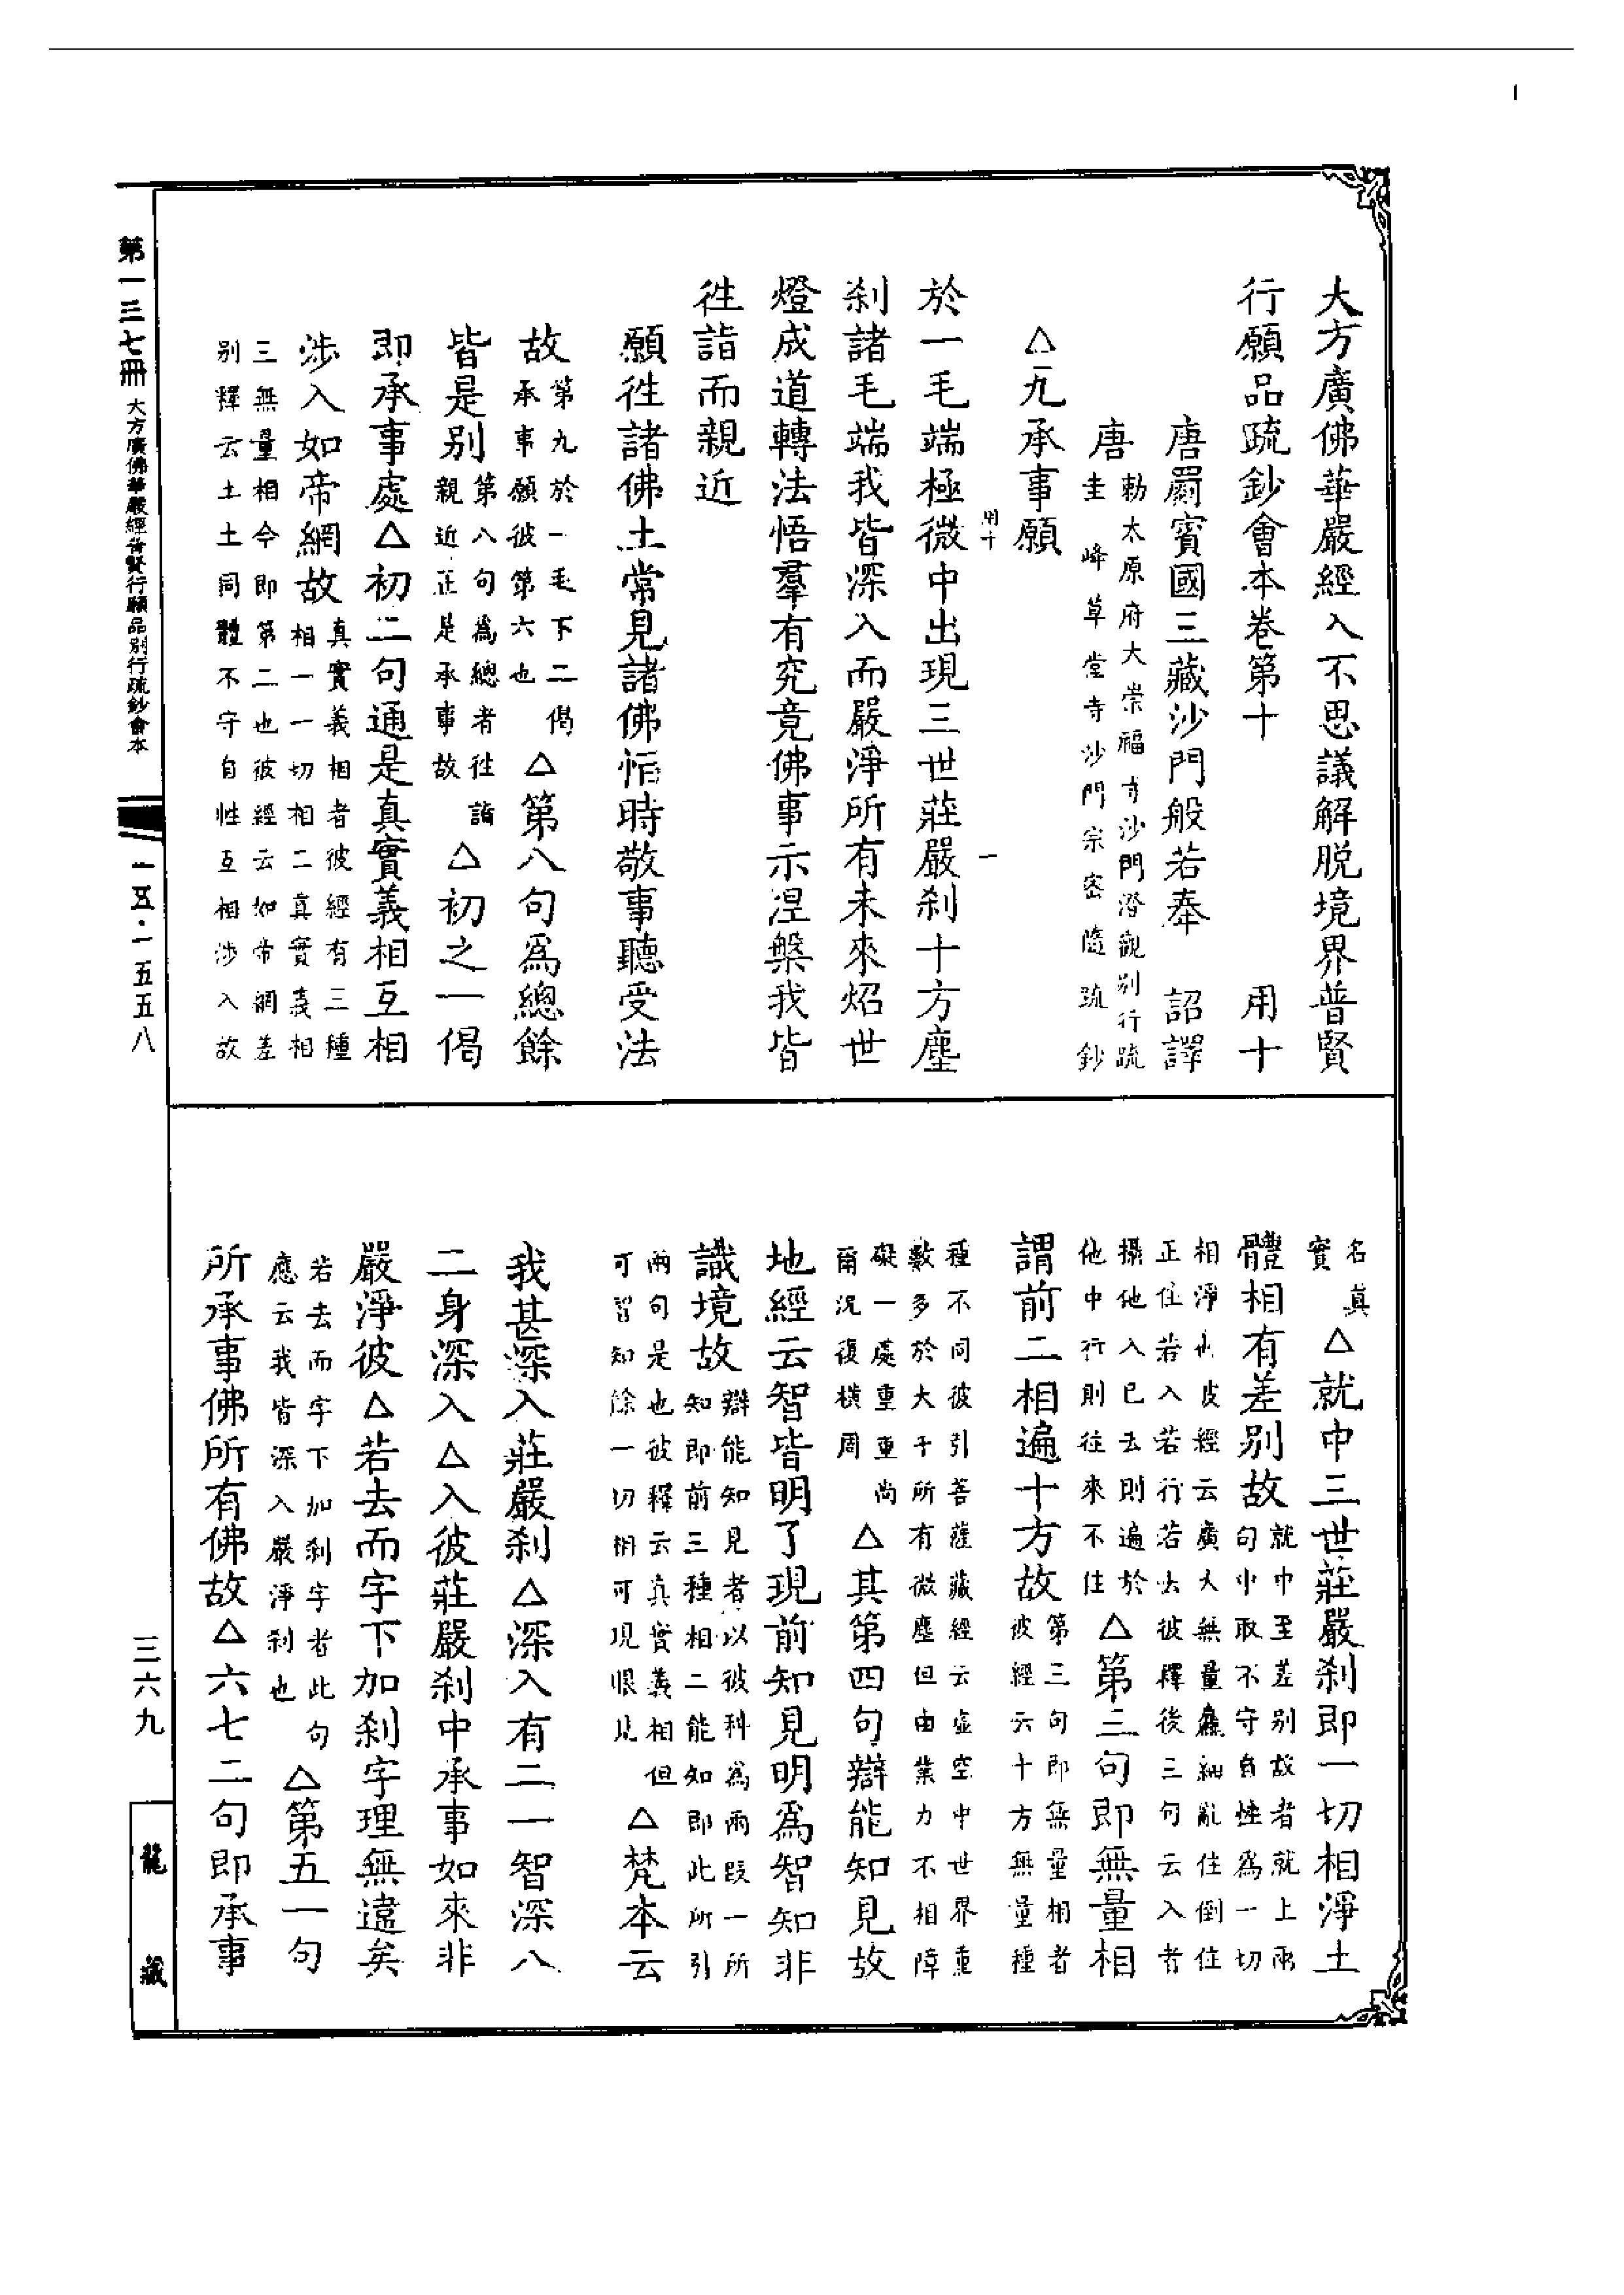 大方廣佛華嚴經入不思議解脫境界普賢
行願品疏鈔會本卷第十　用十
唐罽賓國三藏沙門般若奉　詔譯
唐
勅太原府大崇福寺沙門澄觀別行疏
圭峰草堂寺沙門宗密隨疏鈔
△九承事願
用十　一
於一毛端極微中出現三世莊嚴刹十方塵
刹諸毛端我皆深入而嚴淨所有未來炤世
燈成道轉法悟羣有究竟佛事示涅槃我皆
徃詣而親近
願徃諸佛土常見諸佛恒時敬事聽受法
故
第九於一毛下二偈
承事願彼第六也
△第八句爲總餘
皆是别
第八句爲總者徃詣
親近正是承事故
△初之一偈
即承事處△初二句通是真實義相互相
涉入如帝網故
真實義相者彼經有三種
相一一切相二真實義相
三無量相今即第二也彼經云如帝網差
别釋云土土同體不守自性互相涉入故
名真
實
△就中三世莊嚴刹即一切相淨土
體相有差别故
就中至差别故者就上兩
句中取不守自性爲一切
相淨也彼經云廣大無量麤細亂住倒住
正住若入若行若去彼釋後三句云入者
攝他入已去則遍於
他中行則往來不住
△第三句即無量相
謂前二相遍十方故
第三句即無量相者
彼經云十方無量種
種不同彼引菩薩藏經云虛空中世界重
數多於大千所有微塵但由業力不相障
礙一處重重尚
爾況復橫周
△其第四句辯能知見故
地經云智皆明了現前知見明爲智知非
識境故
辯能知見者以彼科爲兩段一所
知即前三種相二能知即此所引
兩句是也彼釋云真實義相但
可智知餘一切相可現眼見
△梵本云
我甚深入莊嚴刹△深入有二一智深入
二身深入△入彼莊嚴刹中承事如來非
嚴淨彼△若去而字下加刹字理無違矣
若去而字下加刹字者此句
應云我皆深入嚴淨刹也
△第五一句
所承事佛所有佛故△六七二句即承事
第一三七冊　大方廣佛華嚴經普賢行願品別行疏鈔會本
一五·一五五八
三六九
龍藏